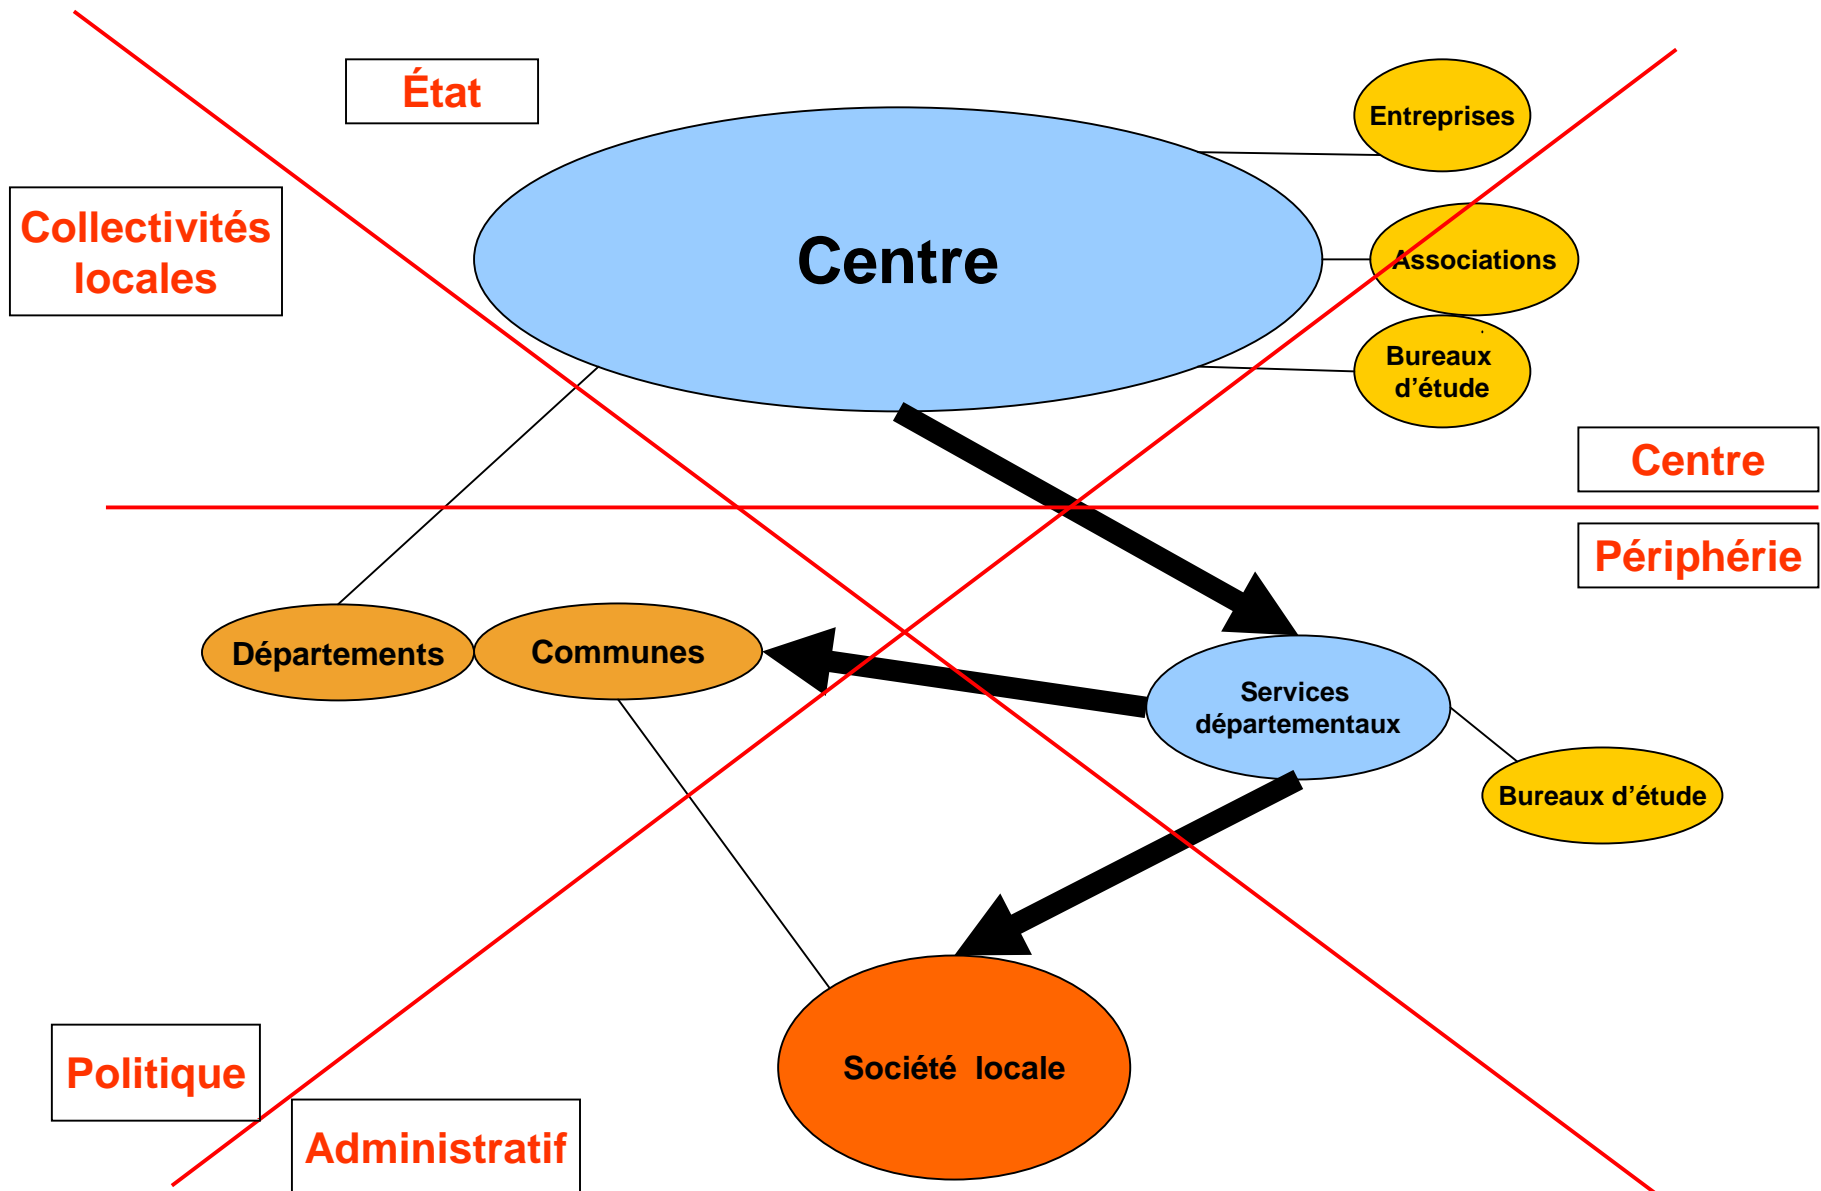 État
Entreprises
Collectivités
locales
Centre
Associations
Bureaux
d’étude
Centre
Périphérie
Départements
Communes
Services
départementaux
Bureaux d’étude
Politique
Société locale
Administratif